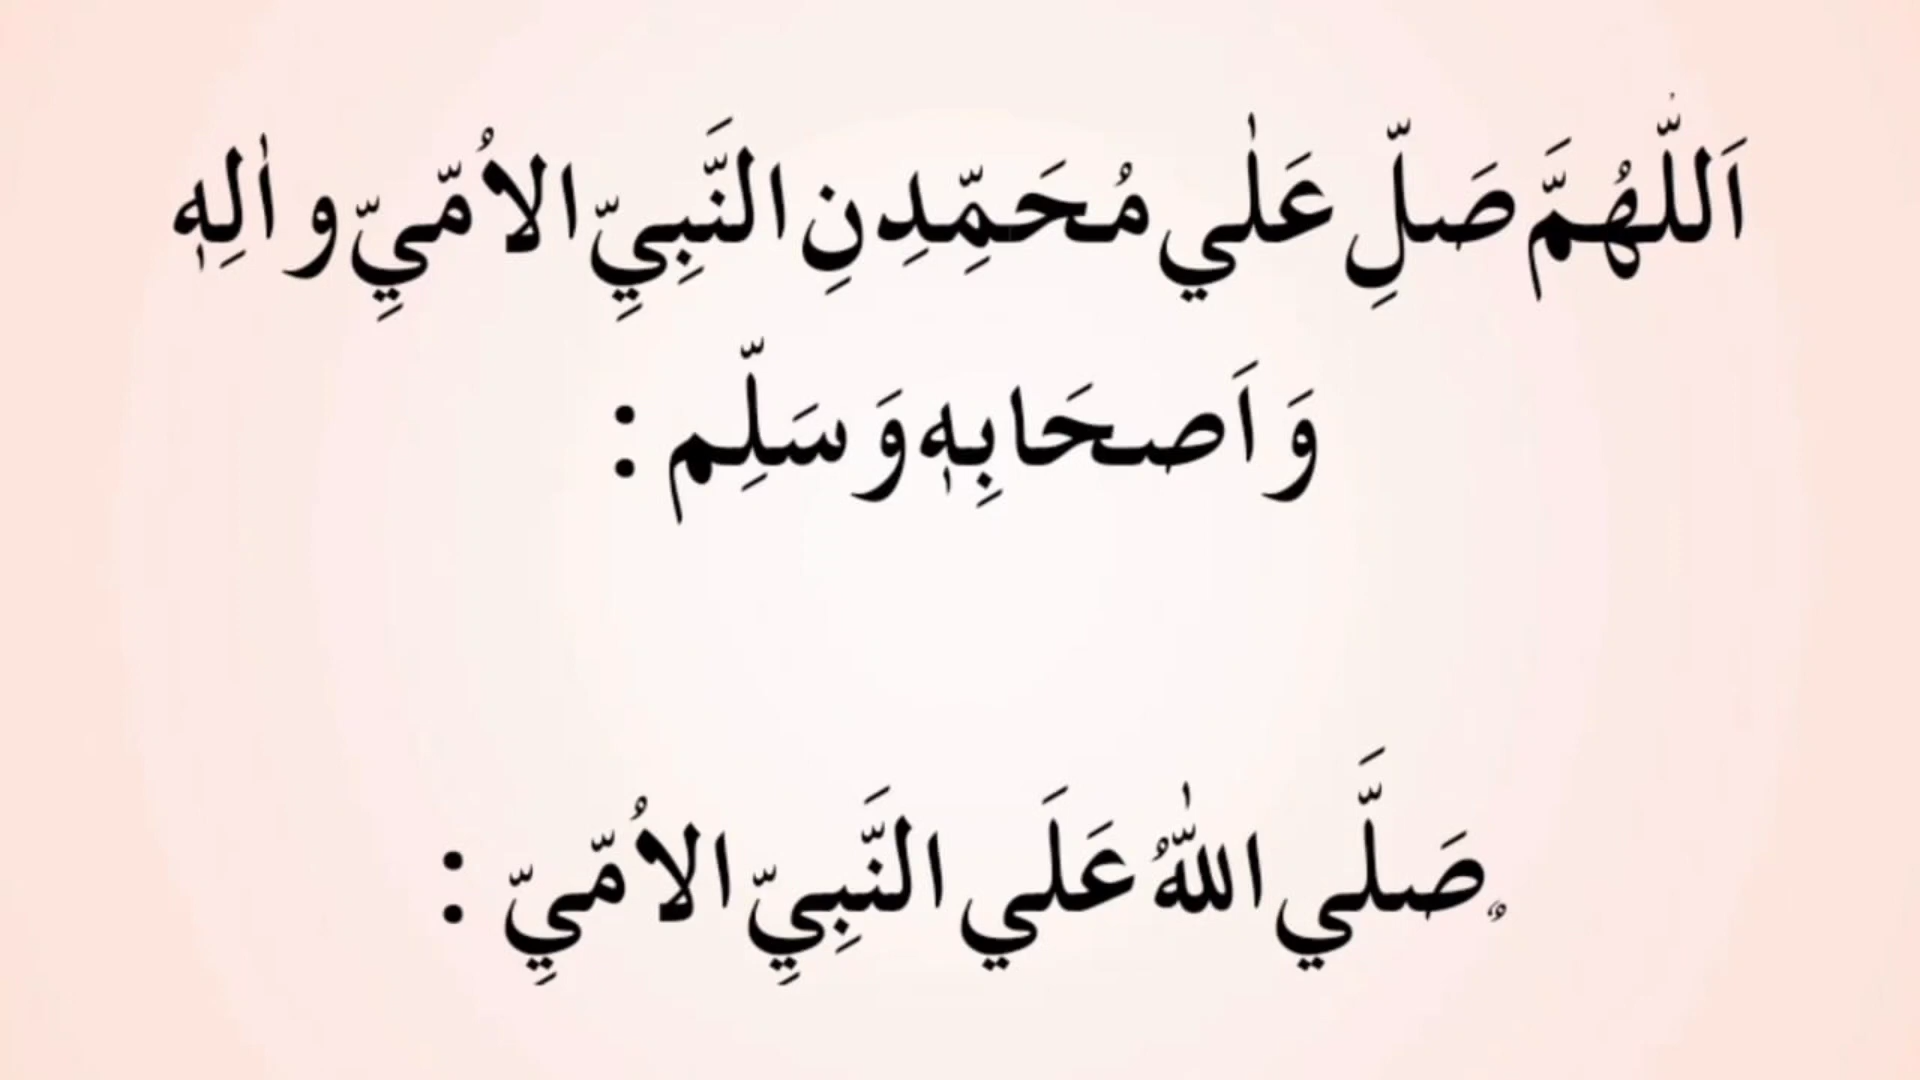 اَللّٰهُمَّ صَلِّ عَلٰي مُحَمِّدِنِ النَّبِيِّ الاُمِّيِّ و اٰلِهٖ
وَ اَصحَابِهٖ وَ سَلِّم :
صَلَّي اللّٰهُ عَلَي النَّبِيِّ الاُمِّيِّ :